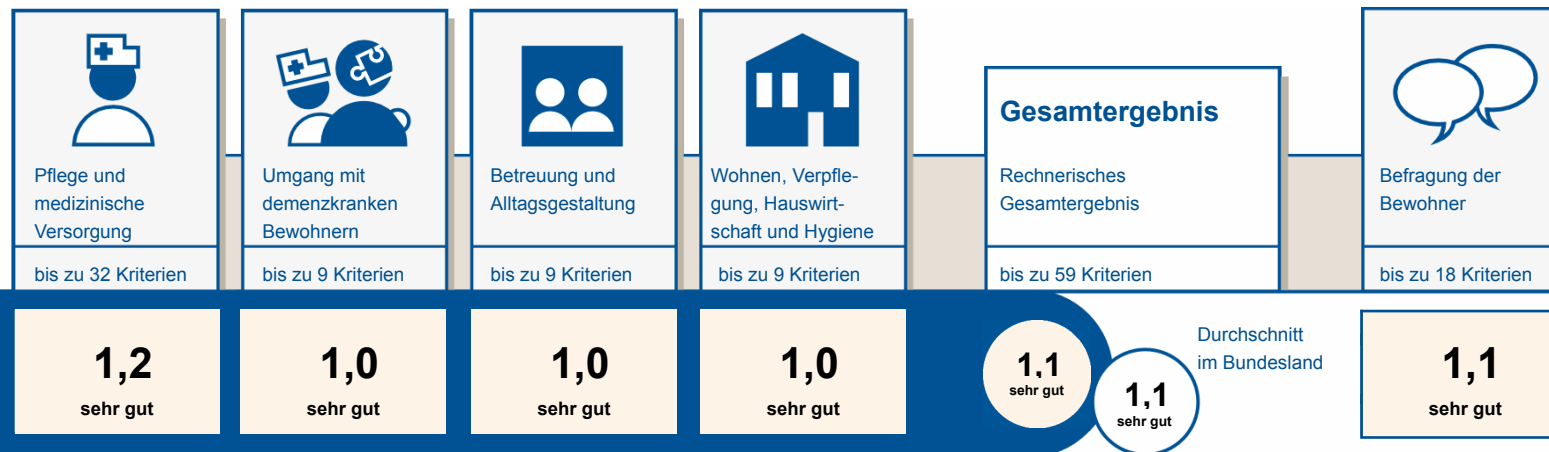 Pflege und
medizinische
Versorgung
bis zu 32 Kriterien
1,2
sehr gut
Umgang mit
demenzkranken
Bewohnern
bis zu 9 Kriterien
1,0
sehr gut
Betreuung und
Alltagsgestaltung
bis zu 9 Kriterien
1,0
sehr gut
Wohnen, Verpfle-
gung, Hauswirt-
schaft und Hygiene
bis zu 9 Kriterien
1,0
sehr gut
Gesamtergebnis
Rechnerisches
Gesamtergebnis
bis zu 59 Kriterien
1,1
sehr gut
Durchschnitt
im Bundesland
1,1
sehr gut
Befragung der
Bewohner
bis zu 18 Kriterien
1,1
sehr gut